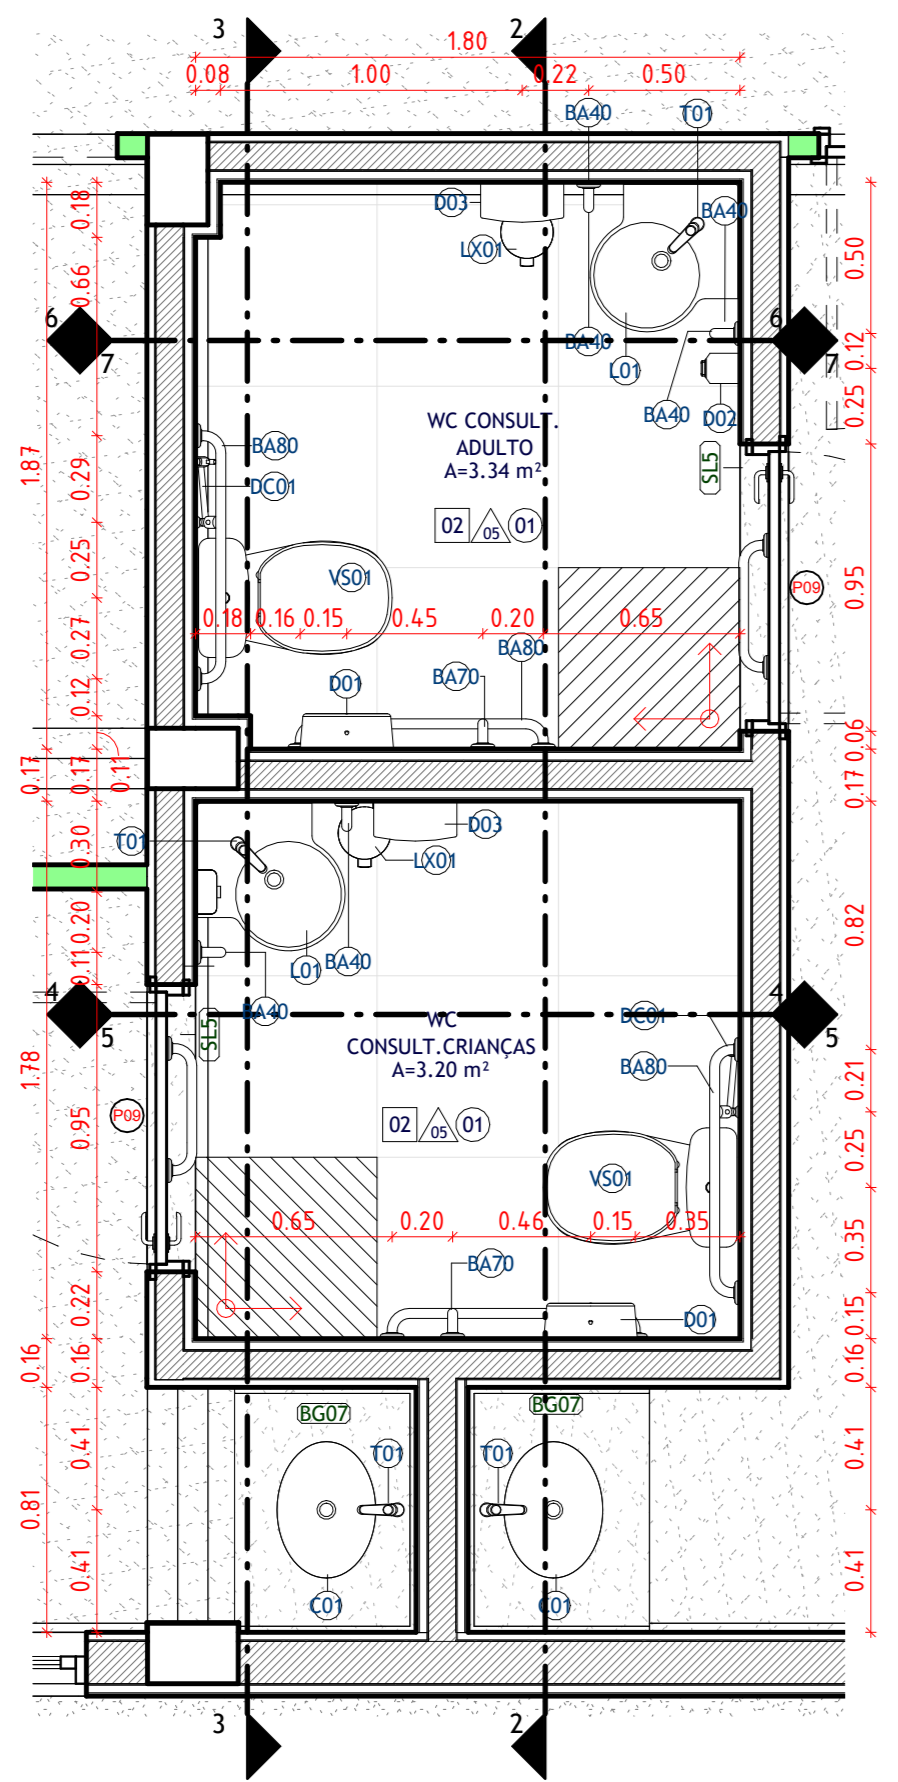 3
2
1.80
0.08
1.00
0.22
0.50
BA40
T01
D03
BA40
LX01
0.18
0.66
0.50
6
6
7
7
BA40
L01
0.12
BA40
D02
0.25
WC CONSULT.
ADULTO
A=3.34 m²
BA80
DC01
SL5
1.87
0.29
02
05
01
0.25
VS01
P09
0.95
0.18
0.16
0.15
0.45
0.20
0.65
0.27
BA80
BA70
D01
0.12
0.06
0.17
0.17
0.11
0.17
T01
D03
LX01
0.30
0.20
0.82
L01
BA40
0.11
4
4
5
5
BA40
SL5
DC01
WC
CONSULT.CRIANÇAS
A=3.20 m²
BA80
1.78
0.21
P09
0.95
02
05
01
0.25
VS01
0.65
0.20
0.46
0.15
0.35
0.35
BA70
0.22
D01
0.15
0.16
0.16
0.16
BG07
BG07
T01
T01
0.41
0.41
0.81
0.41
0.41
C01
C01
3
2